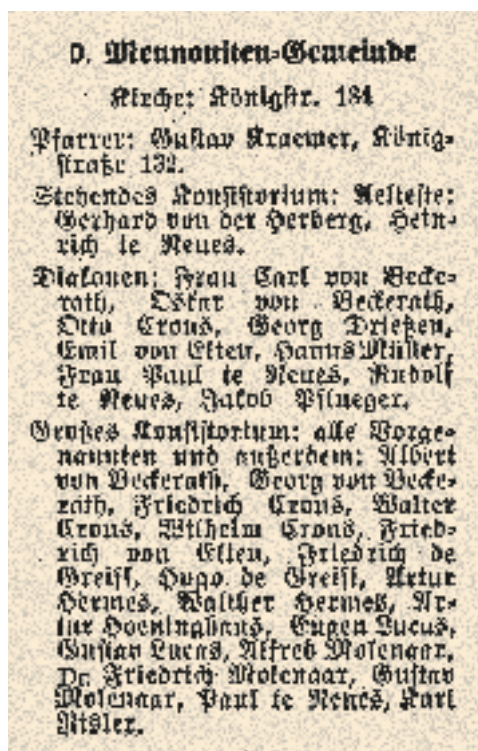 D. Mennoniten-Gemeinde
Kirche: Königstr. 134
Pfarrer: Gustav Kraemer, König-
straße 132.
Stehendes Konsistorium: Aelteste:
Gerhard von der Herberg, Hein-
rich te Neues.
Diakonen: Frau Carl von Becke-
rath, Oskar von Beckerath,
Otto Crous, Georg Drießen,
Emil von Elten, Hanns Müller,
Frau Paul te Neues, Rudolf
te Neues, Jakob Pflueger.
Großes Konsistorium: alle Vorge-
nannten und außerdem: Albert
von Beckerath, Georg von Becke-
rath, Friedrich Crous, Walter
Crous, Wilhelm Crous, Fried-
rich von Elten, Friedrich de
Greiff, Hugo de Greiff, Artur
Hermes, Walther Hermes, Ar-
tur Hoeninghaus, Eugen Lucas,
Gustav Lucas, Alfred Molenaar,
Dr. Friedrich Molenaar, Gustav
Molenaar, Paul te Neues, Karl
Risler.